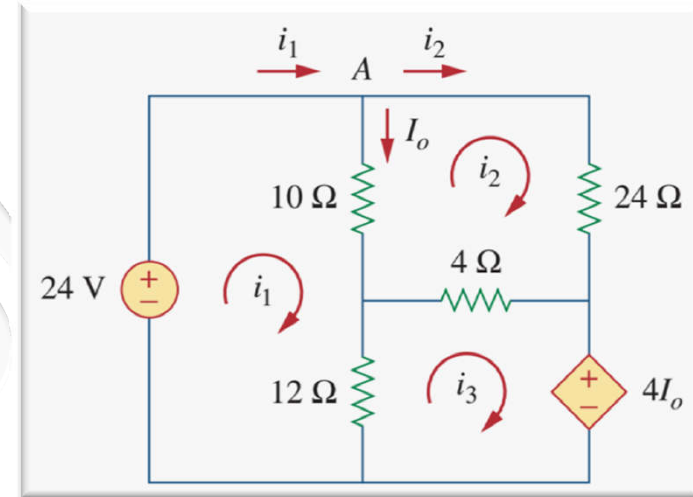 i₁ i₂
A
Iₒ
i₂
10 Ω 24 Ω
4 Ω
24 V + − i₁
12 Ω i₃ + − 4Iₒ